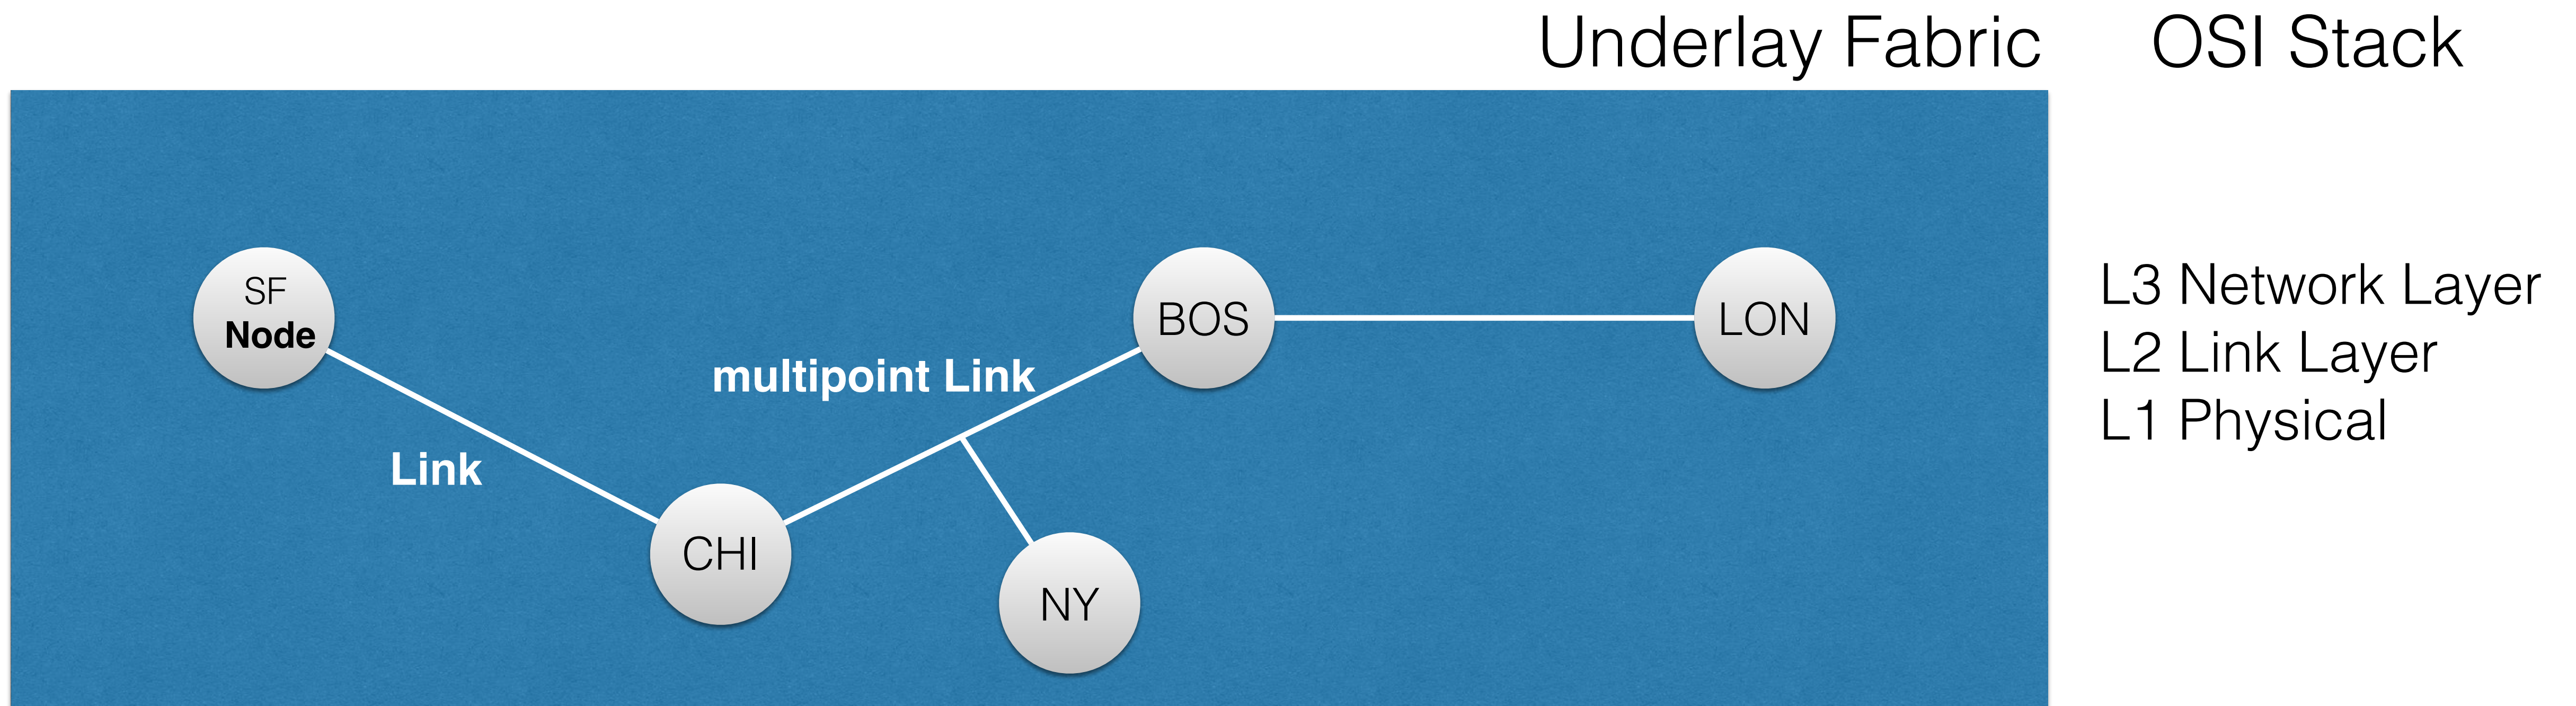 Underlay Fabric
OSI Stack
SF
Node
BOS
LON
multipoint Link
Link
CHI
NY
L3 Network Layer
L2 Link Layer
L1 Physical